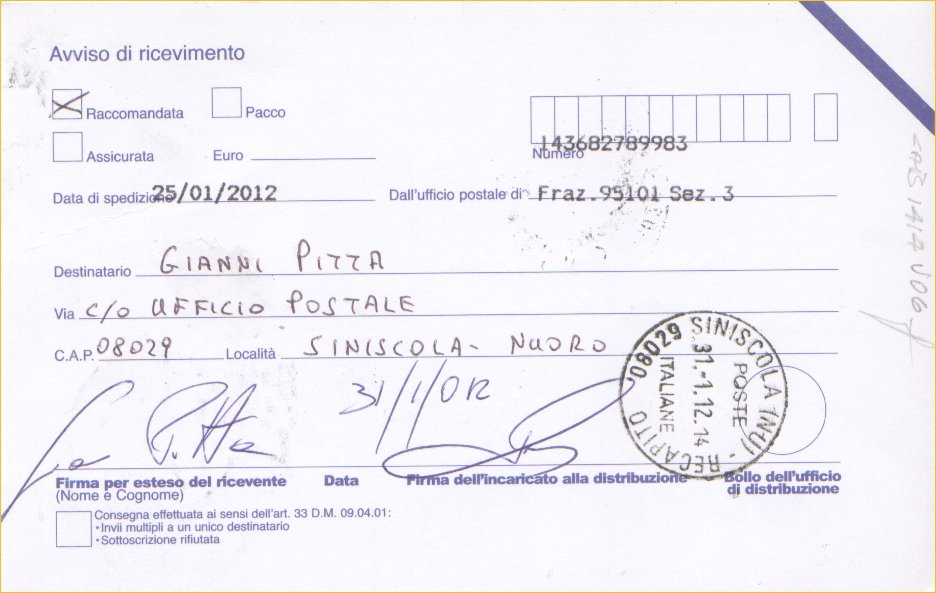 Avviso di ricevimento
Raccomandata
Pacco
143682789983
Numero
Assicurata
Euro
Data di spedizione 25/01/2012
Dall'ufficio postale di Fraz.95101 Sez.3
Destinatario GIANNI PITTA
Via c/o UFFICIO POSTALE
C.A.P. 08029 Località SINISCOLA - NUORO
31/1/012
08029 SINISCOLA (NU) - RECAPITO
POSTE
31.-1.12.14
ITALIANE
Firma per esteso del ricevente
(Nome e Cognome)
Data
Firma dell'incaricato alla distribuzione
Bollo dell'ufficio
di distribuzione
Consegna effettuata ai sensi dell'art. 33 D.M. 09.04.01:
• Invii multipli a un unico destinatario
• Sottoscrizione rifiutata